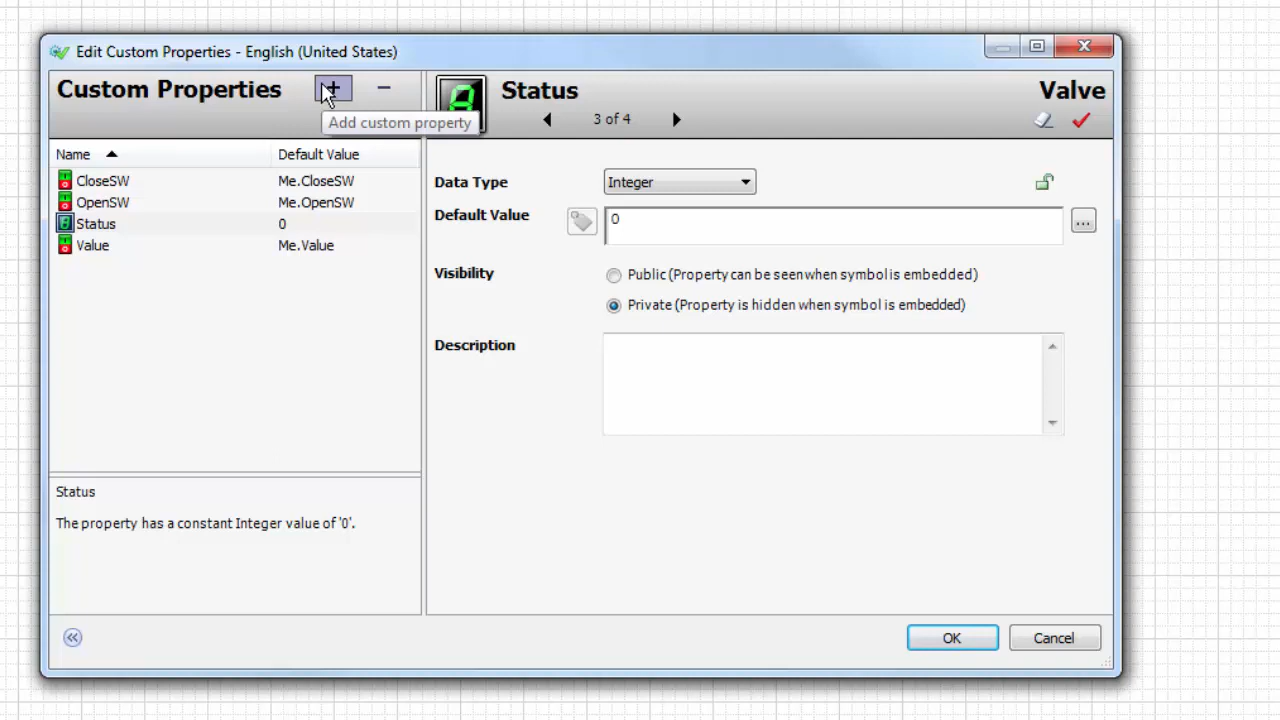 Edit Custom Properties - English (United States)
Custom Properties
Add custom property
Name
Default Value
CloseSW
Me.CloseSW
OpenSW
Me.OpenSW
Status
0
Value
Me.Value
Status
The property has a constant Integer value of '0'.
Status
Valve
3 of 4
Data Type
Integer
Default Value
0
...
Visibility
Public (Property can be seen when symbol is embedded)
Private (Property is hidden when symbol is embedded)
Description
OK
Cancel